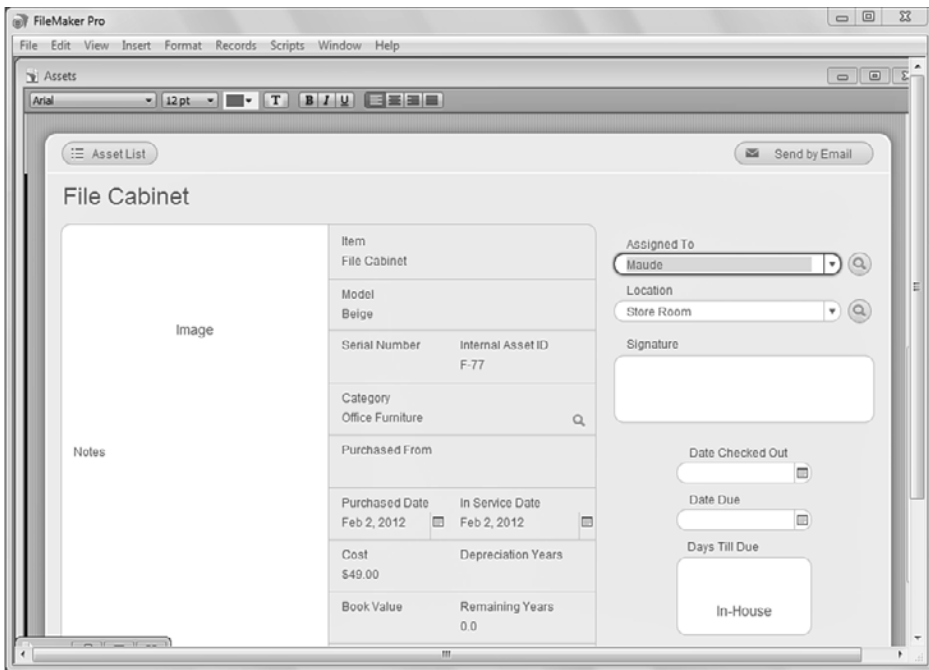 FileMaker Pro
File Edit View Insert Format Records Scripts Window Help
Assets
Arial 12 pt T B I U
Asset List Send by Email
File Cabinet
Image
Notes
Item
File Cabinet
Model
Beige
Serial Number Internal Asset ID
F-77
Category
Office Furniture
Purchased From
Purchased Date In Service Date
Feb 2, 2012 Feb 2, 2012
Cost Depreciation Years
$49.00
Book Value Remaining Years
0.0
Assigned To
Maude
Location
Store Room
Signature
Date Checked Out
Date Due
Days Till Due
In-House